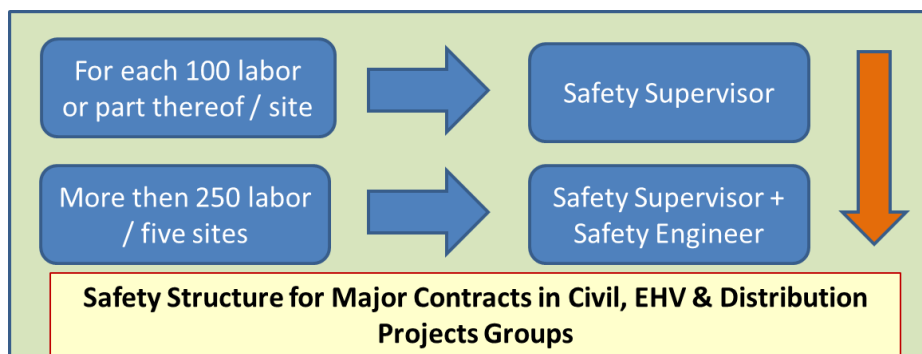 For each 100 labor
or part thereof / site
Safety Supervisor
More then 250 labor
/ five sites
Safety Supervisor +
Safety Engineer
Safety Structure for Major Contracts in Civil, EHV & Distribution
Projects Groups